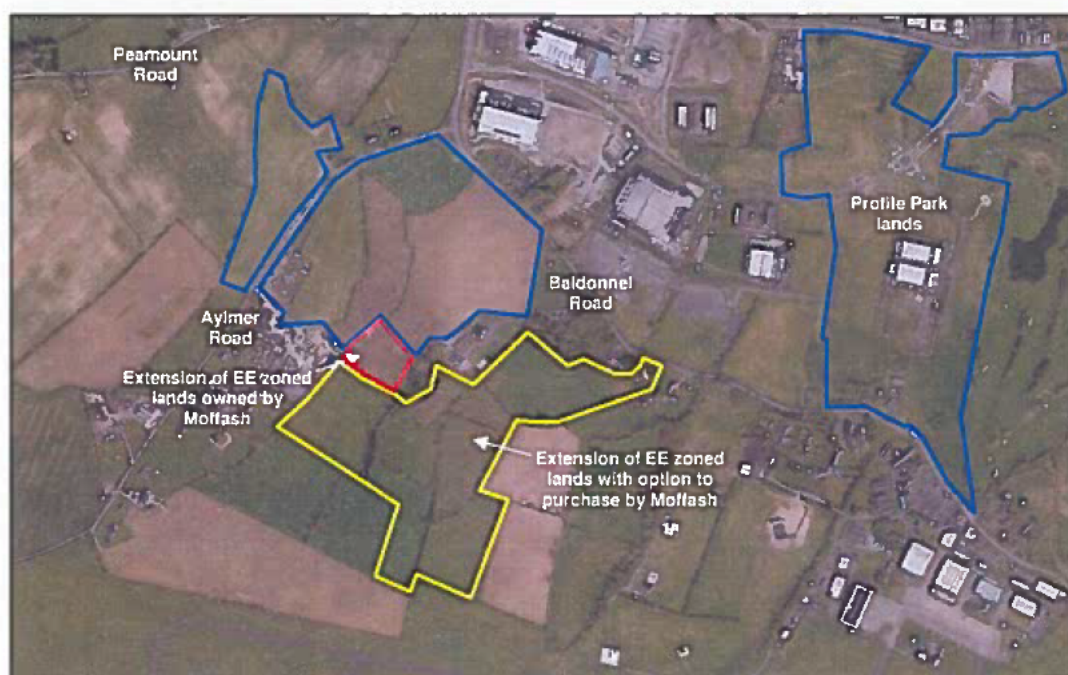 Peamount
Road
Profile Park
lands
Baldonnel
Road
Aylmer
Road
Extension of EE zoned
lands owned by
Moffash
Extension of EE zoned
lands with option to
purchase by Moffash